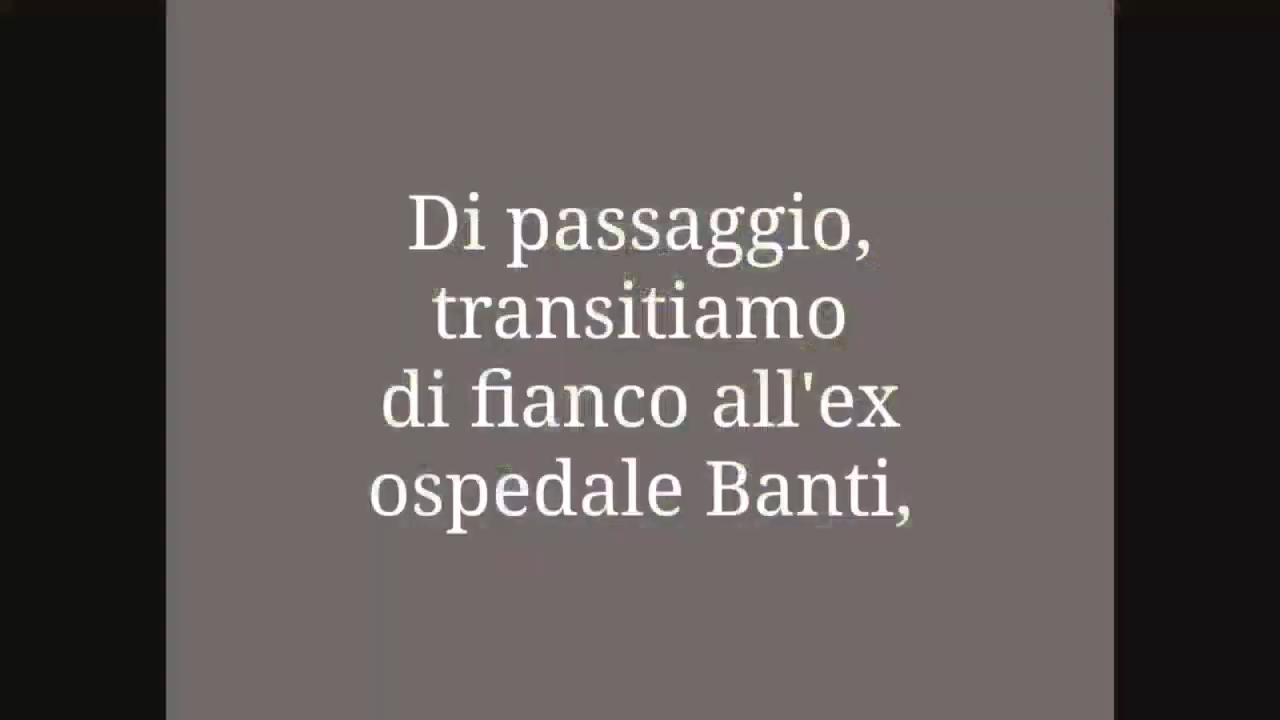 Di passaggio,
transitiamo
di fianco all'ex
ospedale Banti,